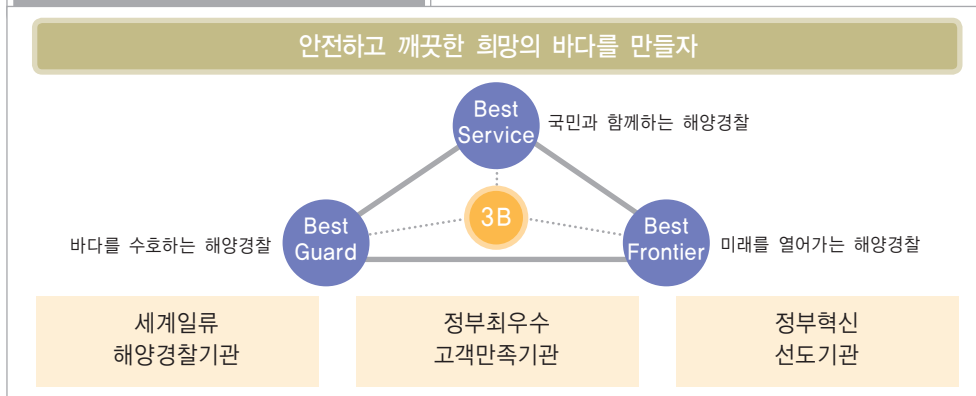 안전하고 깨끗한 희망의 바다를 만들자
Best
Service
국민과 함께하는 해양경찰
3B
바다를 수호하는 해양경찰
Best
Guard
Best
Frontier
미래를 열어가는 해양경찰
세계일류
해양경찰기관
정부최우수
고객만족기관
정부혁신
선도기관